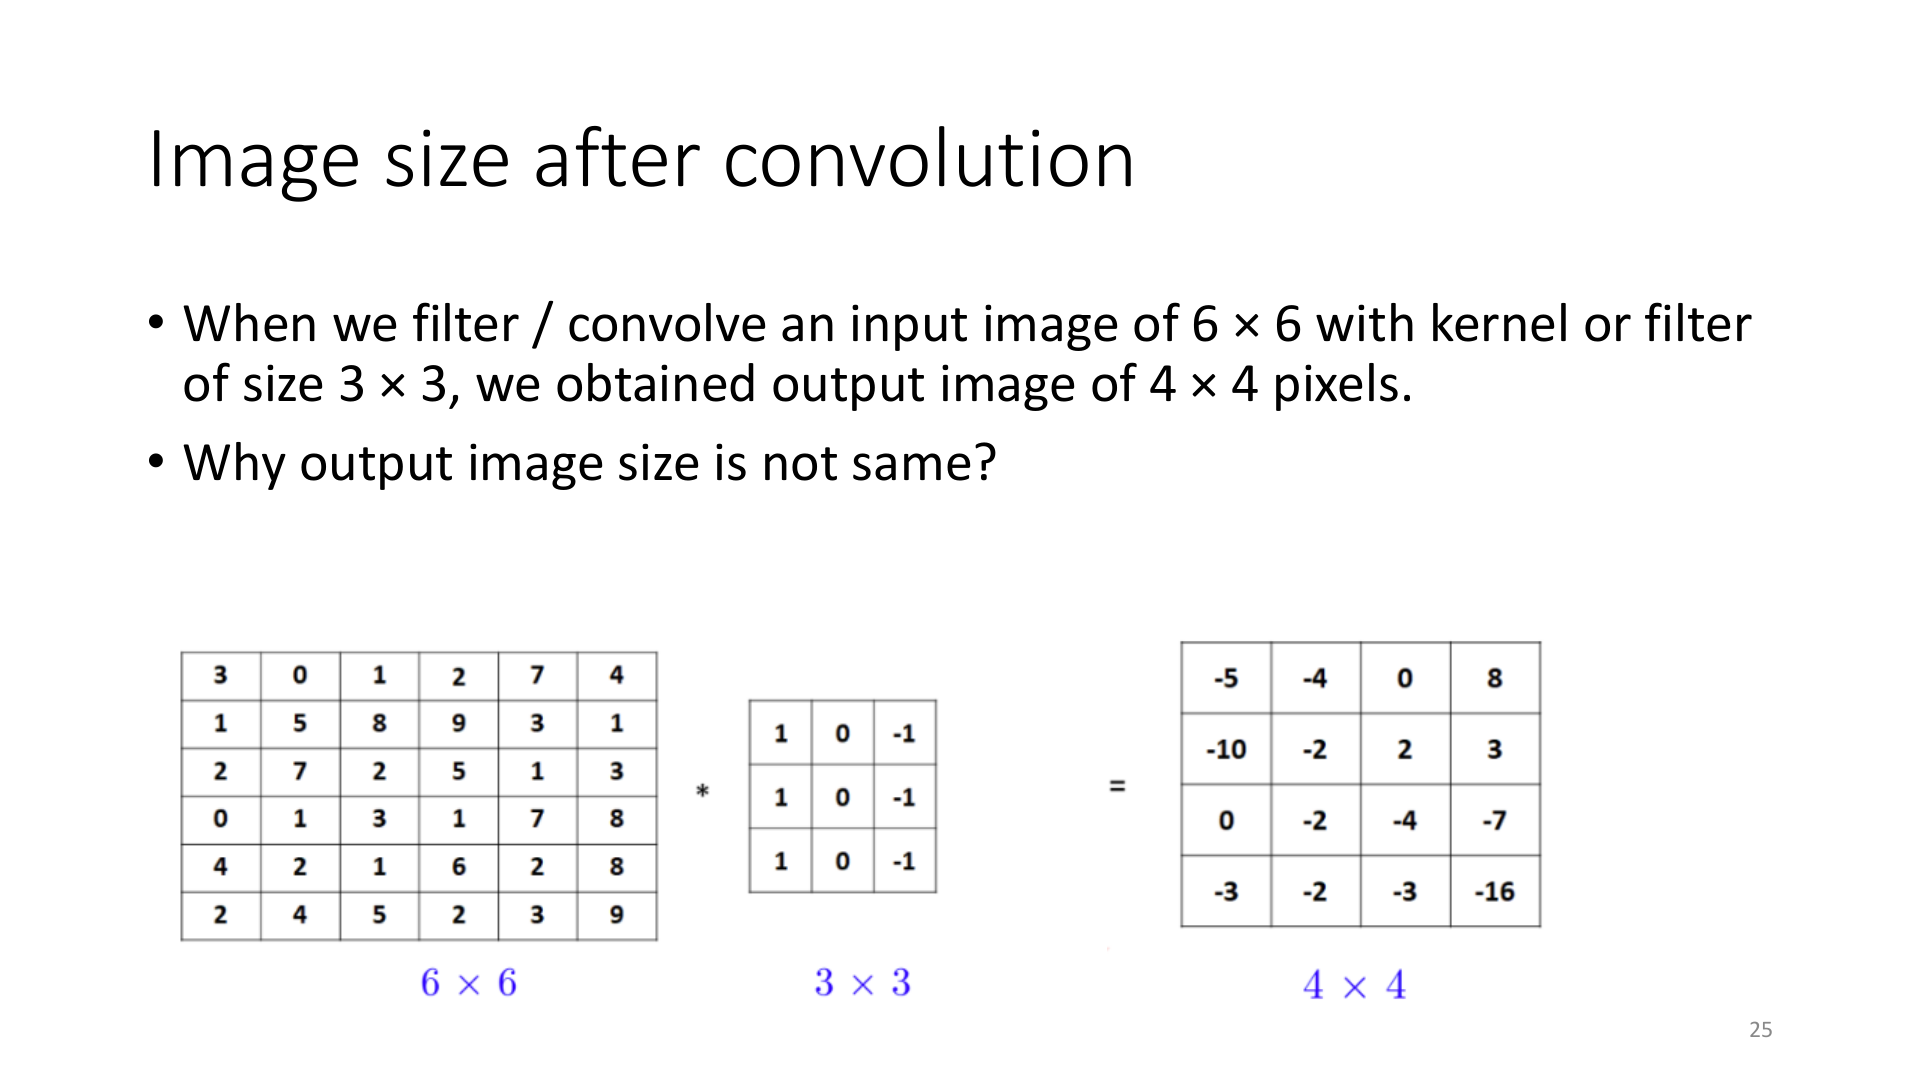 Image size after convolution
• When we filter / convolve an input image of 6 × 6 with kernel or filter
of size 3 × 3, we obtained output image of 4 × 4 pixels.
• Why output image size is not same?
3 0 1 2 7 4
1 5 8 9 3 1
2 7 2 5 1 3
0 1 3 1 7 8
4 2 1 6 2 8
2 4 5 2 3 9
6 × 6
*
1 0 -1
1 0 -1
1 0 -1
3 × 3
=
-5 -4 0 8
-10 -2 2 3
0 -2 -4 -7
-3 -2 -3 -16
4 × 4
25